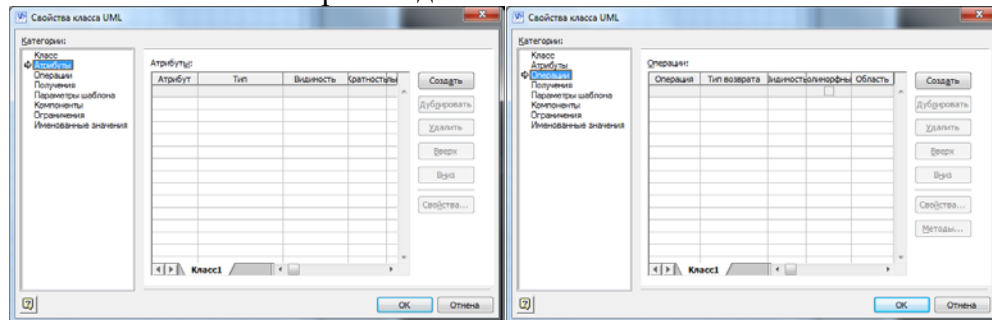 Свойства класса UML
Категории:
Класс
Атрибуты
Операции
Получения
Параметры шаблона
Компоненты
Ограничения
Именованные значения
Атрибуты:
Атрибут Тип Видимость Кратность
Создать
Дублировать
Удалить
Вверх
Вниз
Свойства...
Класс1
OK Отмена
Свойства класса UML
Категории:
Класс
Атрибуты
Операции
Получения
Параметры шаблона
Компоненты
Ограничения
Именованные значения
Операции:
Операция Тип возврата Видимость Область
Создать
Дублировать
Удалить
Вверх
Вниз
Свойства...
Методы...
Класс1
OK Отмена